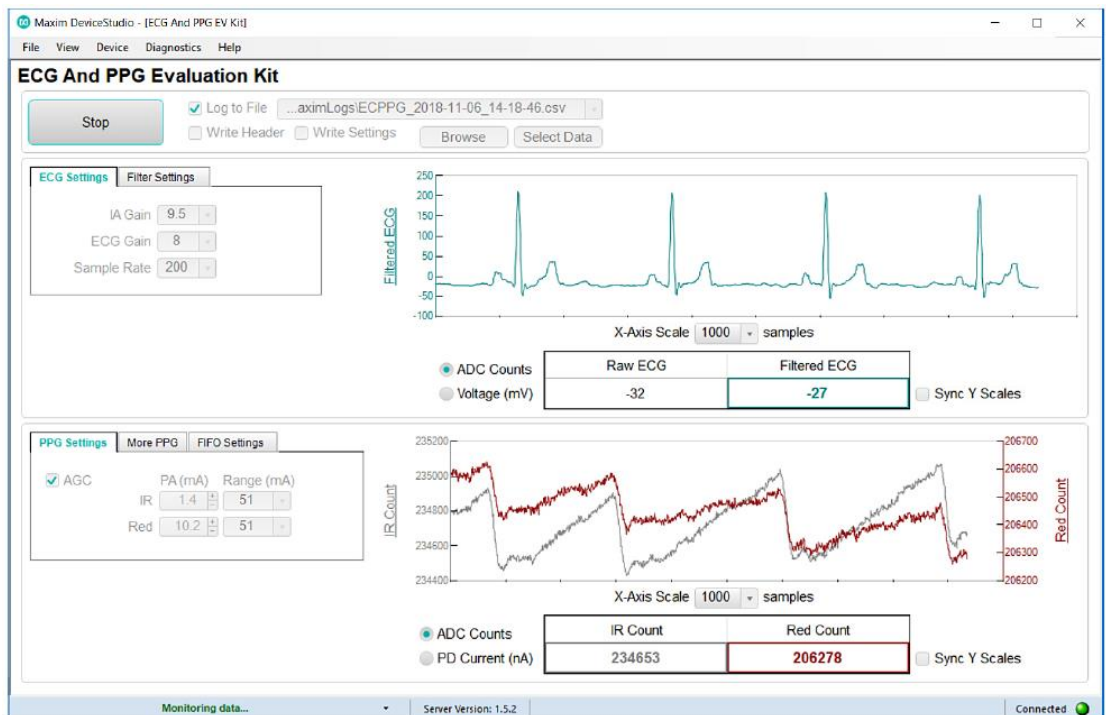 Maxim DeviceStudio - [ECG And PPG EV Kit]
File View Device Diagnostics Help
ECG And PPG Evaluation Kit
Stop
Log to File ...aximLogs\ECPPG_2018-11-06_14-18-46.csv
Write Header Write Settings Browse Select Data
ECG Settings Filter Settings
IA Gain 9.5
ECG Gain 8
Sample Rate 200
Filtered ECG
250
200
150
100
50
0
-50
-100
X-Axis Scale 1000 samples
ADC Counts
Voltage (mV)
Raw ECG Filtered ECG
-32 -27
Sync Y Scales
PPG Settings More PPG FIFO Settings
AGC PA (mA) Range (mA)
IR 1.4 51
Red 10.2 51
IR Count
235200
235000
234800
234600
234400
206700
206600
206500
206400
206300
206200
Red Count
X-Axis Scale 1000 samples
ADC Counts
PD Current (nA)
IR Count Red Count
234653 206278
Sync Y Scales
Monitoring data... Server Version: 1.5.2 Connected